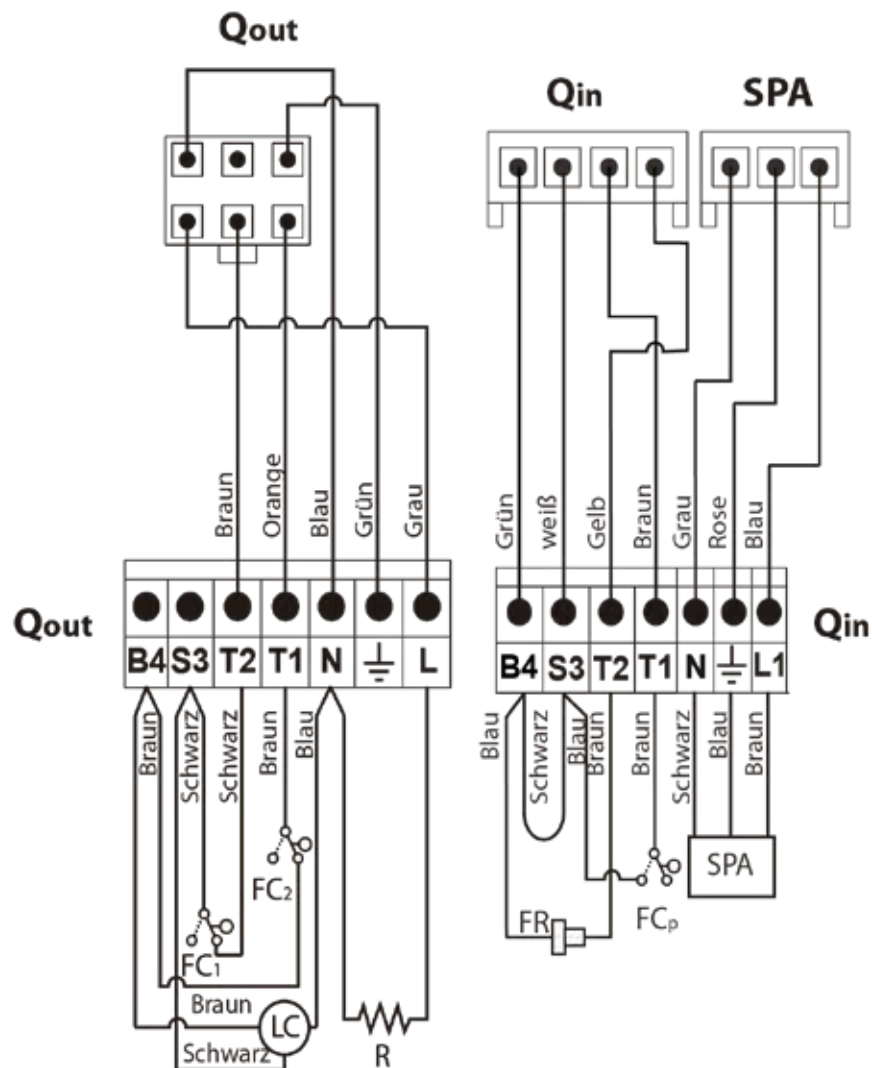 Qout
Qin
SPA
Braun
Orange
Blau
Grün
Grau
Grün
weiß
Gelb
Braun
Grau
Rose
Blau
Qout
B4 S3 T2 T1 N L
B4 S3 T2 T1 N L1
Qin
Braun
Schwarz
Schwarz
Braun
Blau
Blau
Schwarz
Blau
Braun
Braun
Schwarz
Blau
Braun
FC2
FC1
FR
FCp
SPA
Braun
LC
Schwarz
R